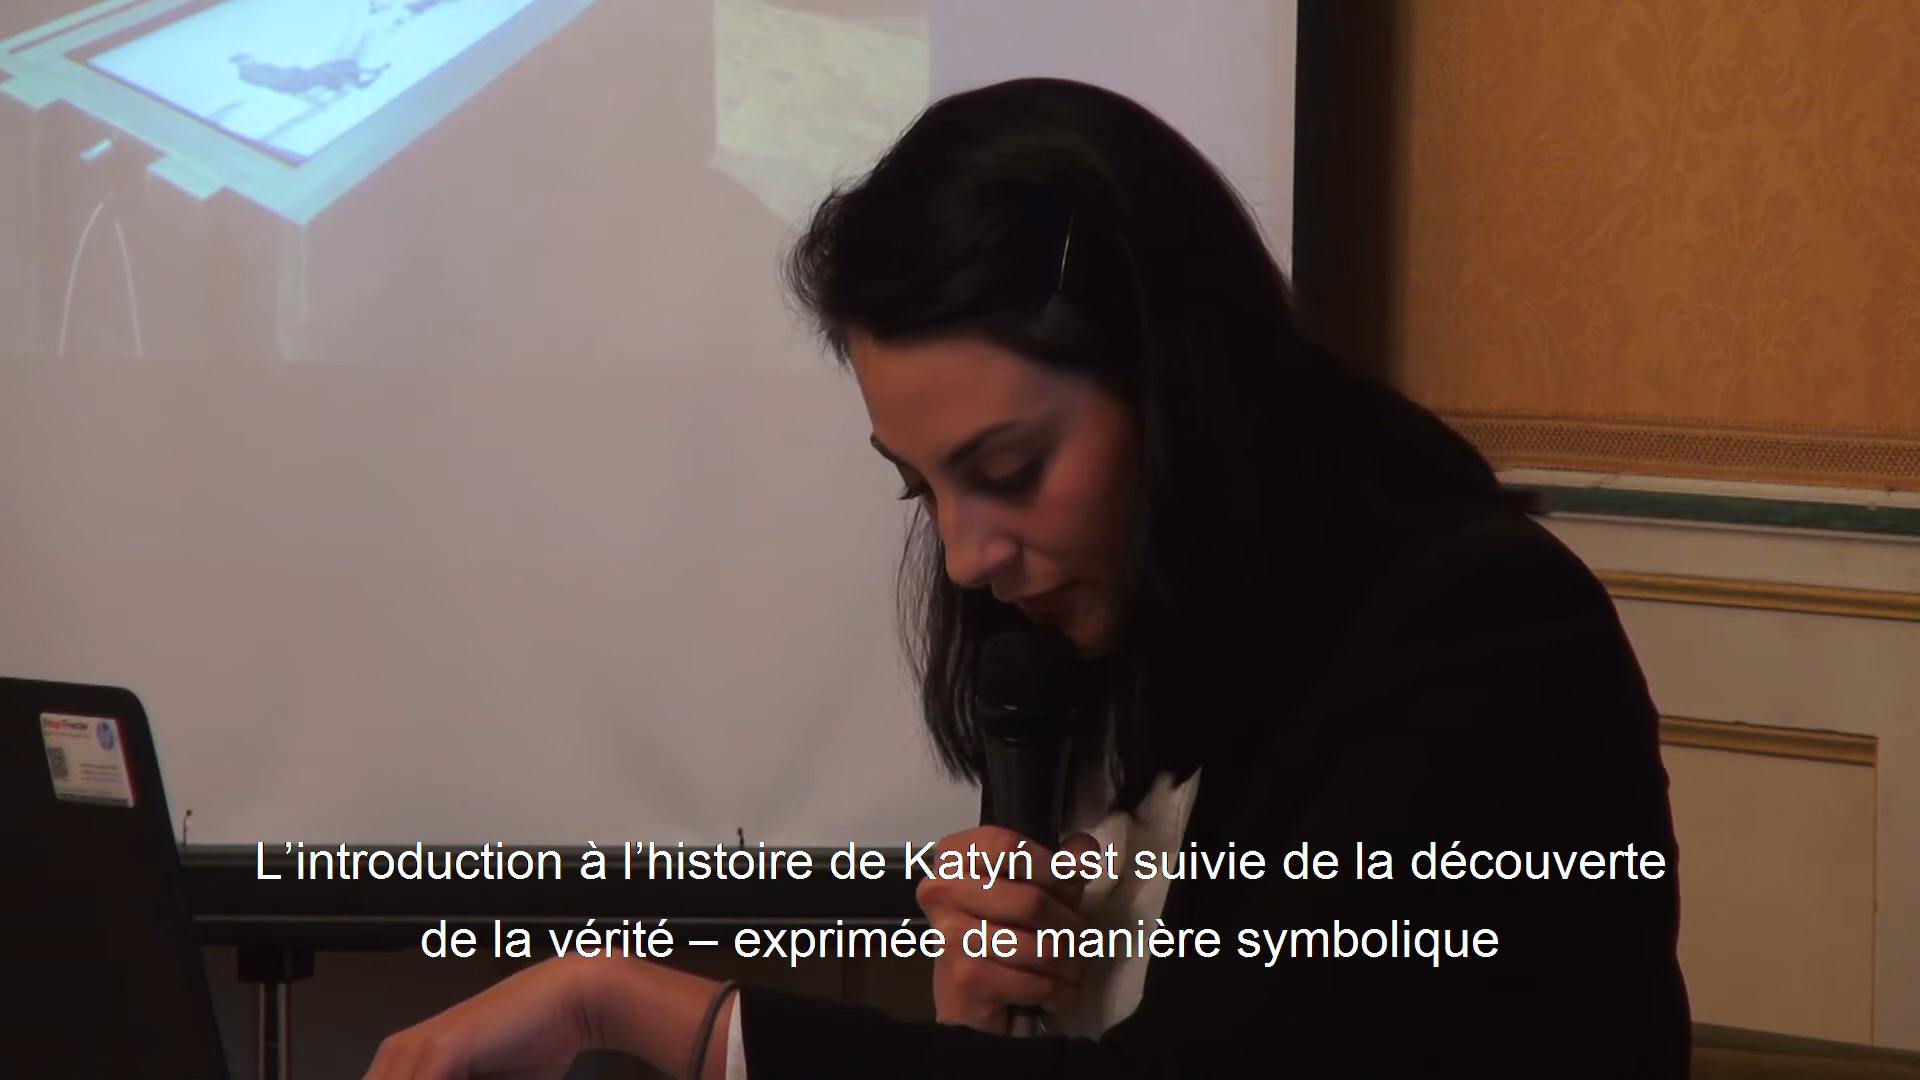 L’introduction à l’histoire de Katyń est suivie de la découverte
de la vérité – exprimée de manière symbolique